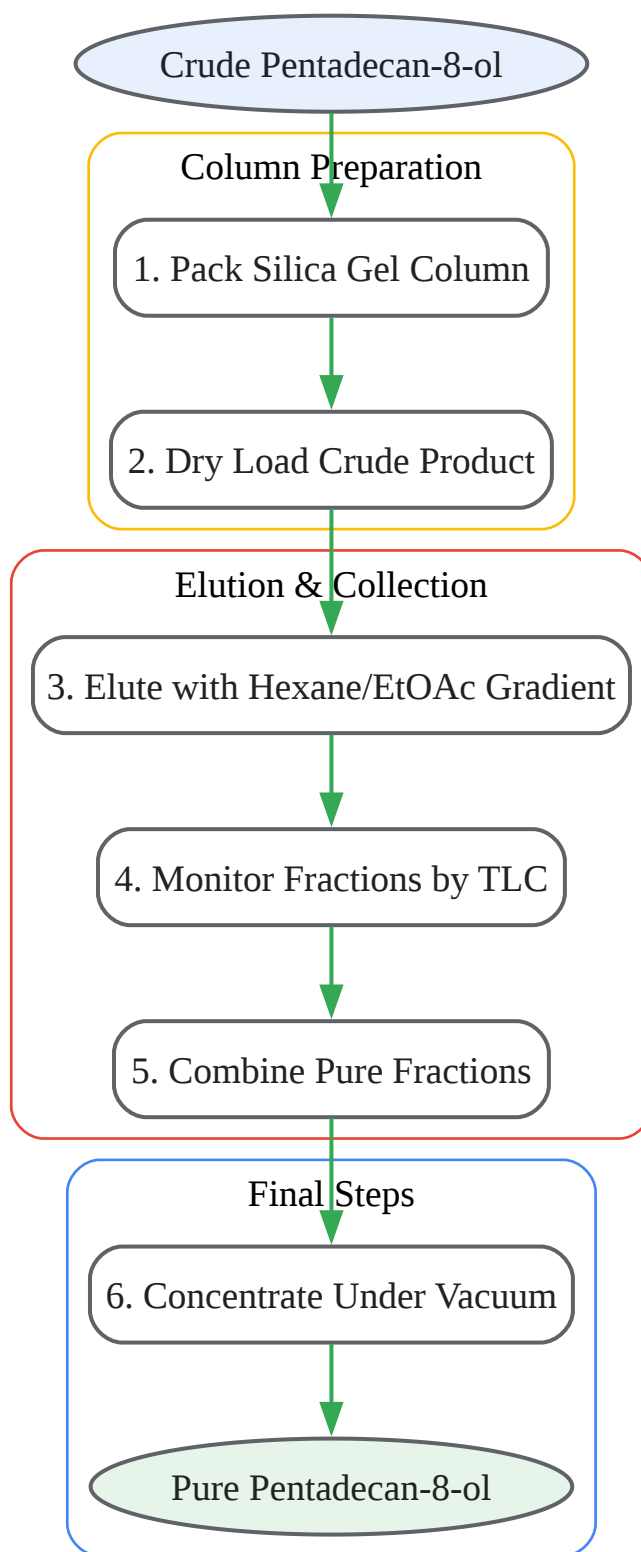 Crude Pentadecan-8-ol
Column Preparation
1. Pack Silica Gel Column
2. Dry Load Crude Product
Elution & Collection
3. Elute with Hexane/EtOAc Gradient
4. Monitor Fractions by TLC
5. Combine Pure Fractions
Final Steps
6. Concentrate Under Vacuum
Pure Pentadecan-8-ol